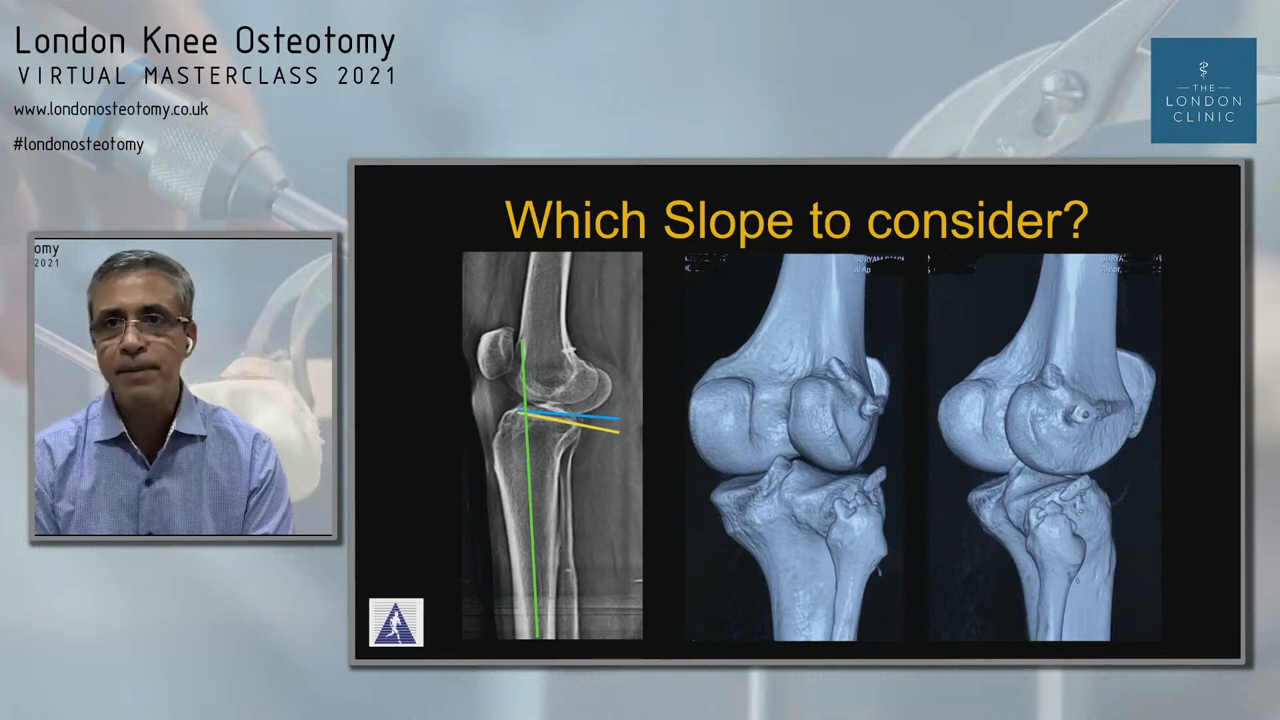 London Knee Osteotomy
VIRTUAL MASTERCLASS 2021
www.londonosteotomy.co.uk
#londonosteotomy
THE
LONDON
CLINIC
omy
2021
Which Slope to consider?